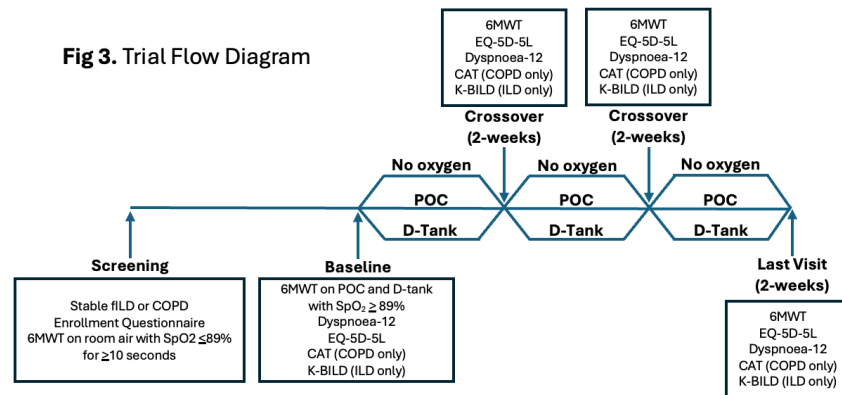 Fig 3. Trial Flow Diagram
6MWT
EQ-5D-5L
Dyspnoea-12
CAT (COPD only)
K-BILD (ILD only)
Crossover
(2-weeks)
6MWT
EQ-5D-5L
Dyspnoea-12
CAT (COPD only)
K-BILD (ILD only)
Crossover
(2-weeks)
No oxygen
POC
D-Tank
No oxygen
POC
D-Tank
No oxygen
POC
D-Tank
Screening
Stable fILD or COPD
Enrollment Questionnaire
6MWT on room air with SpO2 ≤89%
for ≥10 seconds
Baseline
6MWT on POC and D-tank
with SpO₂ ≥ 89%
Dyspnoea-12
EQ-5D-5L
CAT (COPD only)
K-BILD (ILD only)
Last Visit
(2-weeks)
6MWT
EQ-5D-5L
Dyspnoea-12
CAT (COPD only)
K-BILD (ILD only)